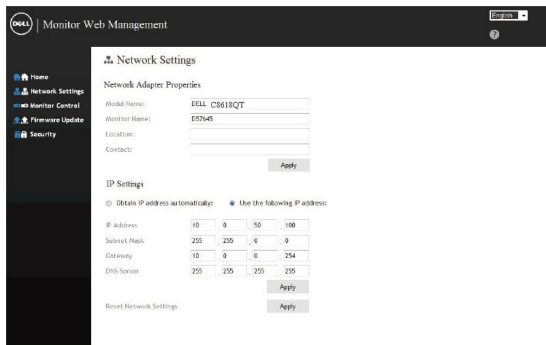 DELL Monitor Web Management
English
?
Home
Network Settings
Monitor Control
Firmware Update
Security
Network Settings
Network Adapter Properties
Model Name: DELL C8618QT
Monitor Name: D57645
Location:
Contact:
Apply
IP Settings
Obtain IP address automatically: Use the following IP address:
IP Address 10 . 0 . 50 . 100
Subnet Mask 255 . 255 . 0 . 0
Gateway 10 . 0 . 0 . 254
DNS Server 255 . 255 . 255 . 255
Apply
Reset Network Settings Apply